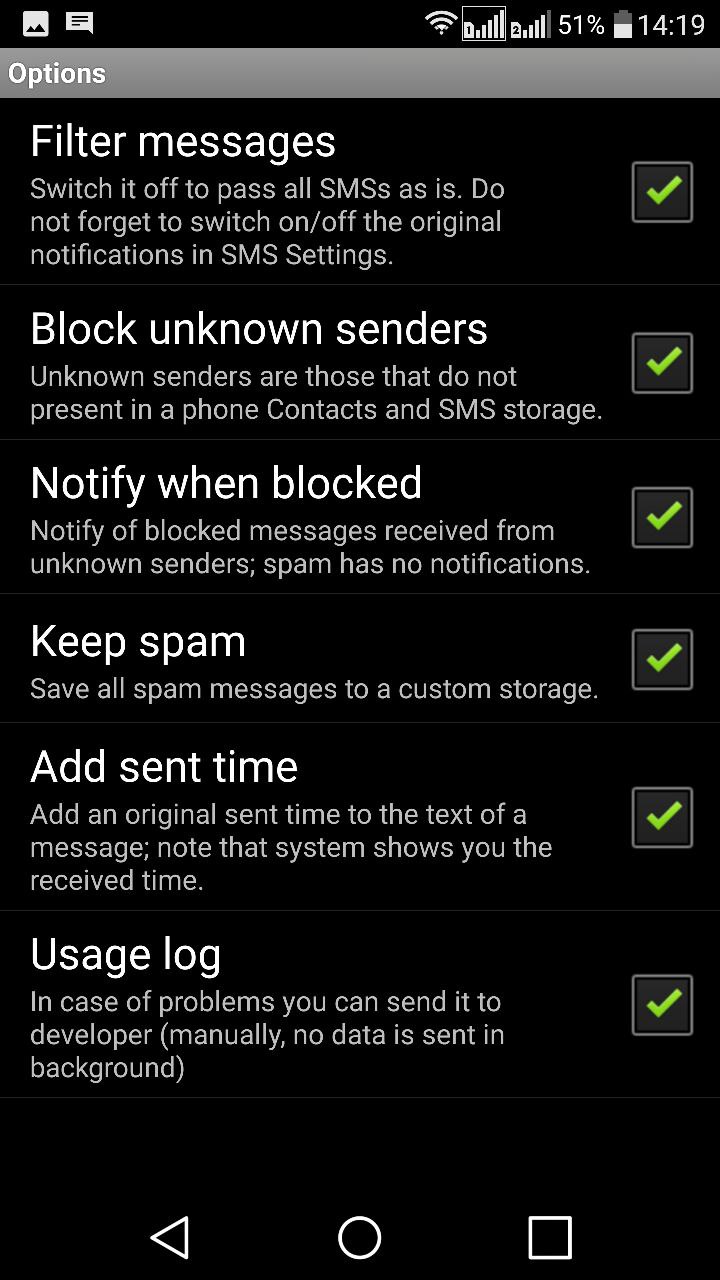 51% 14:19
Options
Filter messages
Switch it off to pass all SMSs as is. Do
not forget to switch on/off the original
notifications in SMS Settings.
Block unknown senders
Unknown senders are those that do not
present in a phone Contacts and SMS storage.
Notify when blocked
Notify of blocked messages received from
unknown senders; spam has no notifications.
Keep spam
Save all spam messages to a custom storage.
Add sent time
Add an original sent time to the text of a
message; note that system shows you the
received time.
Usage log
In case of problems you can send it to
developer (manually, no data is sent in
background)